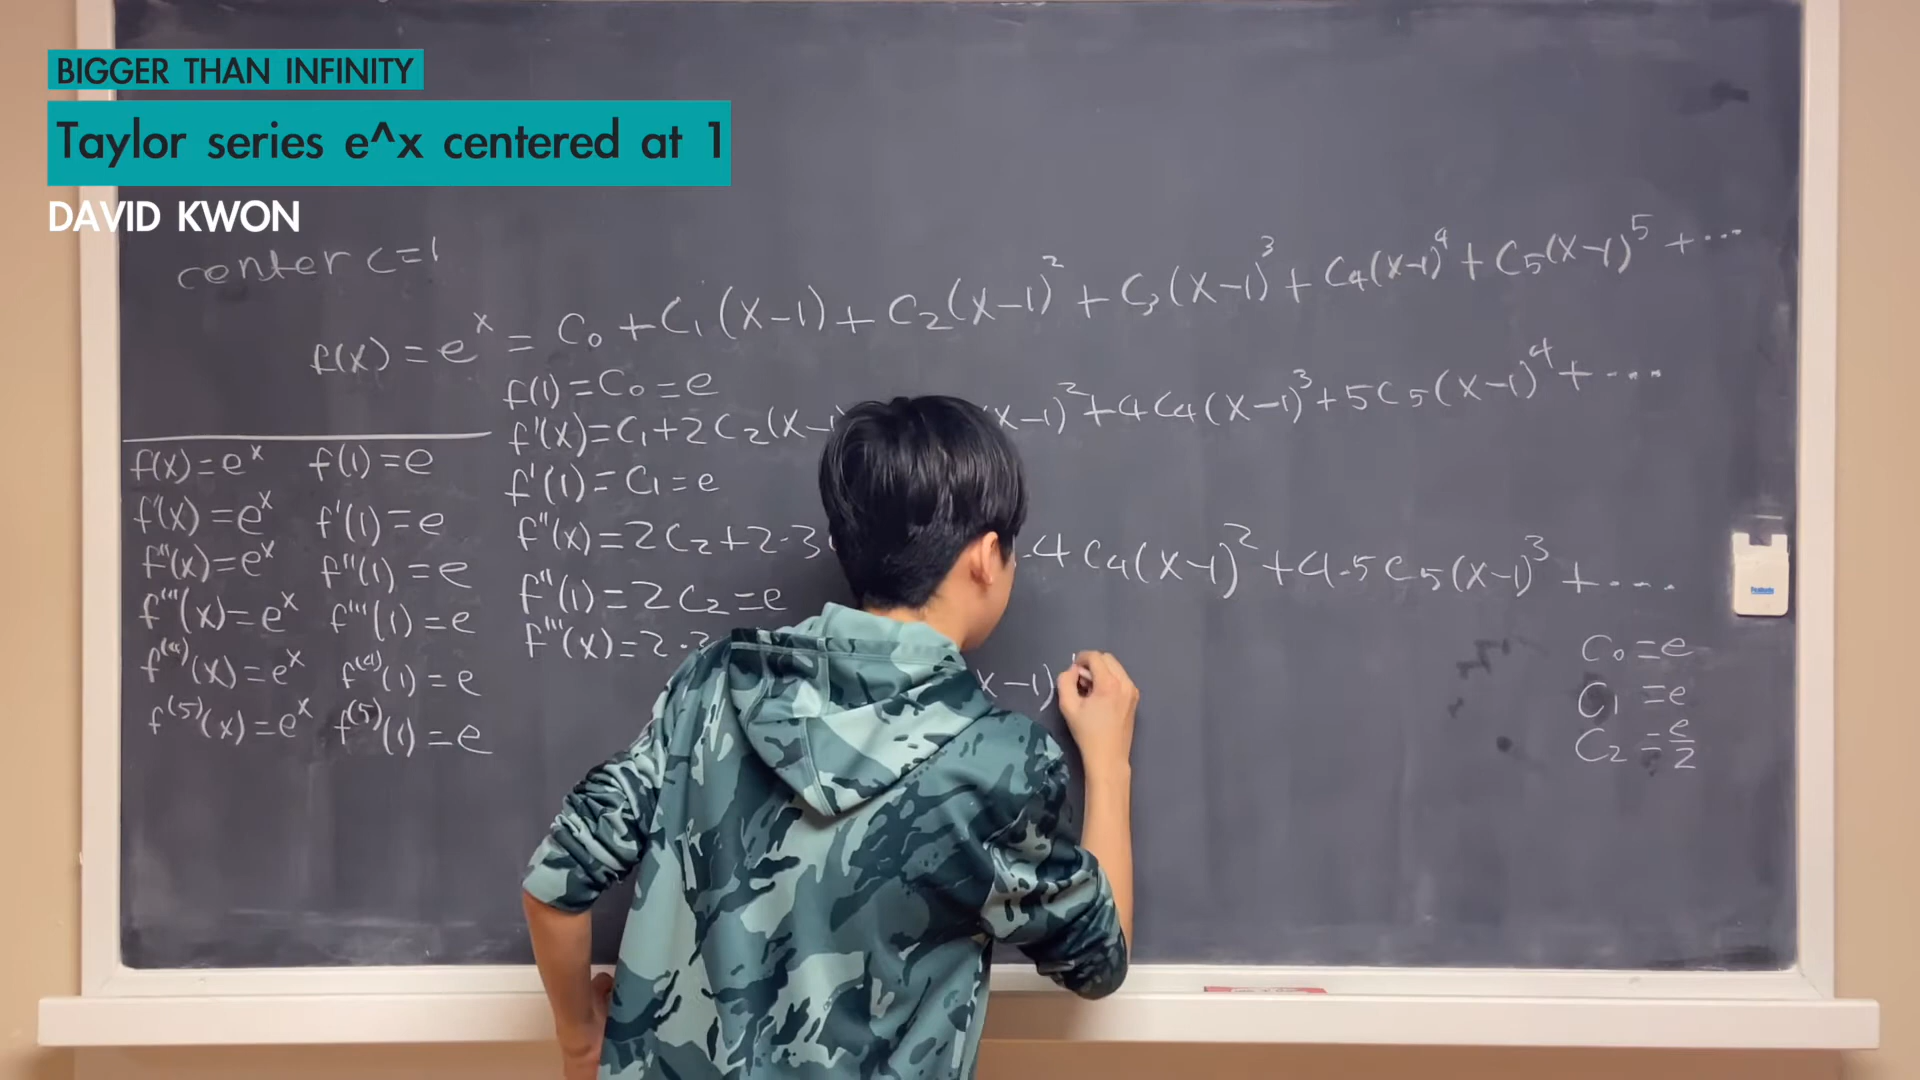 BIGGER THAN INFINITY
Taylor series e^x centered at 1
DAVID KWON
center c=1
f(x) = e^x = C₀ + C₁(x-1) + C₂(x-1)² + C₃(x-1)³ + C₄(x-1)⁴ + C₅(x-1)⁵ + ...
f(1) = C₀ = e
f'(x) = C₁ + 2C₂(x-1 x-1)² + 4C₄(x-1)³ + 5C₅(x-1)⁴ + ....
f'(1) = C₁ = e
f''(x) = 2C₂ + 2·3 ·4C₄(x-1)² + 4·5C₅(x-1)³ + ....
f''(1) = 2C₂ = e
f'''(x) = 2·3
x-1)
f(x) = e^x f(1) = e
f'(x) = e^x f'(1) = e
f''(x) = e^x f''(1) = e
f'''(x) = e^x f'''(1) = e
f⁽⁴⁾(x) = e^x f⁽⁴⁾(1) = e
f⁽⁵⁾(x) = e^x f⁽⁵⁾(1) = e
C₀ = e
C₁ = e
C₂ = e/2